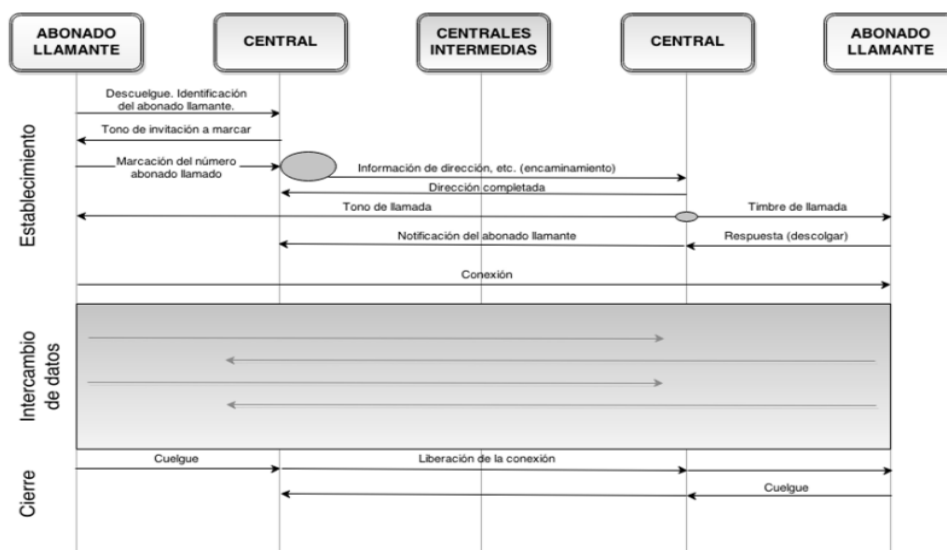 ABONADO
LLAMANTE
CENTRAL
CENTRALES
INTERMEDIAS
CENTRAL
ABONADO
LLAMANTE
Establecimiento
Descuelgue. Identificación
del abonado llamante.
Tono de invitación a marcar
Marcación del número
abonado llamado
Información de dirección, etc. (encaminamiento)
Dirección completada
Tono de llamada
Timbre de llamada
Notificación del abonado llamante
Respuesta (descolgar)
Conexión
Intercambio
de datos
Cierre
Cuelgue
Liberación de la conexión
Cuelgue